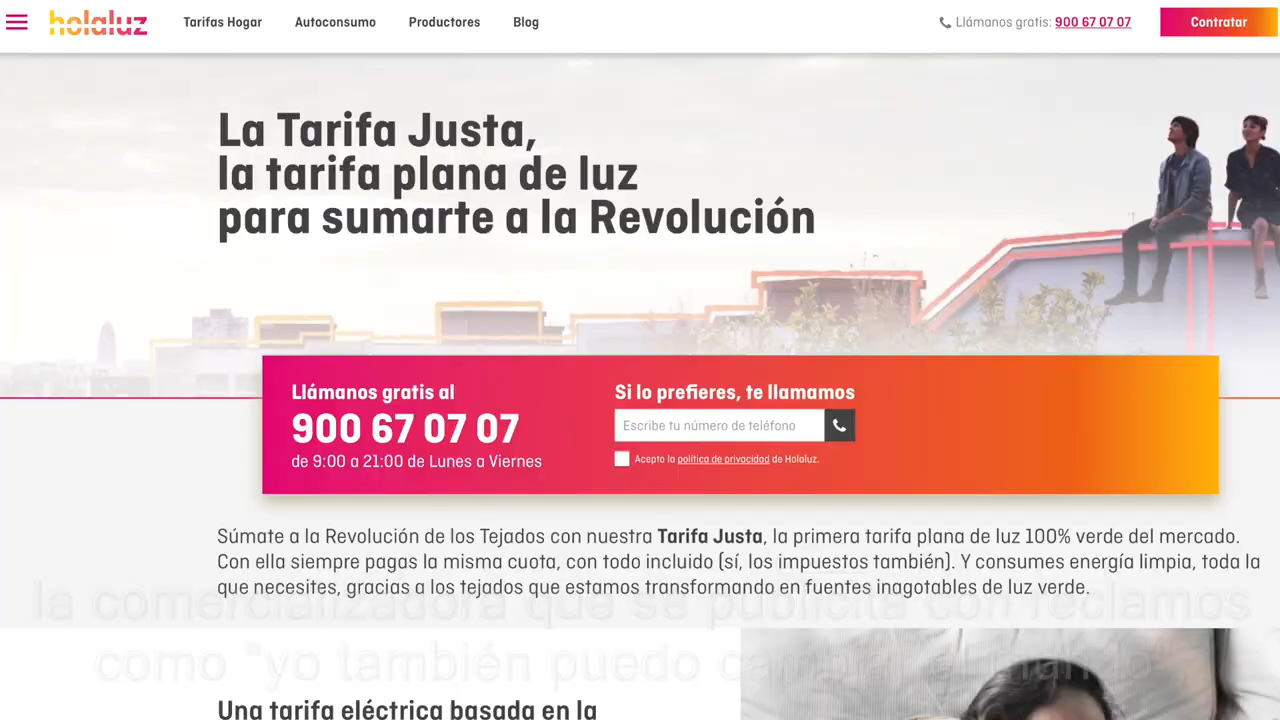 holaluz
Tarifas Hogar
Autoconsumo
Productores
Blog
Llámanos gratis: 900 67 07 07
Contratar
La Tarifa Justa,
la tarifa plana de luz
para sumarte a la Revolución
Llámanos gratis al
900 67 07 07
de 9:00 a 21:00 de Lunes a Viernes
Si lo prefieres, te llamamos
Escribe tu número de teléfono
Acepto la política de privacidad de Holaluz.
Súmate a la Revolución de los Tejados con nuestra Tarifa Justa, la primera tarifa plana de luz 100% verde del mercado.
Con ella siempre pagas la misma cuota, con todo incluido (sí, los impuestos también). Y consumes energía limpia, toda la
que necesites, gracias a los tejados que estamos transformando en fuentes inagotables de luz verde.
la comercializadora que se publicita con reclamos
como "yo también puedo cambiar el mundo",
Una tarifa eléctrica basada en la